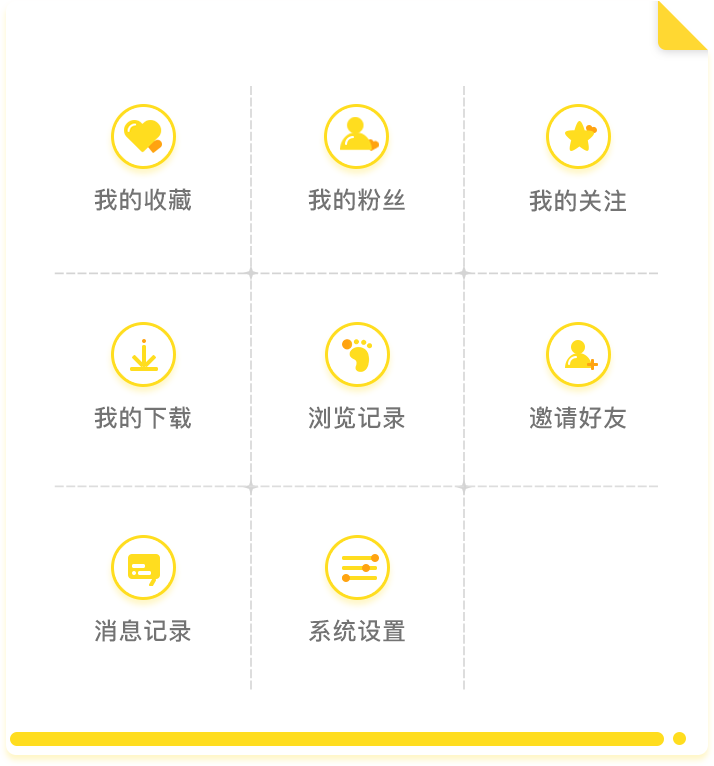 我的收藏
我的粉丝
我的关注
我的下载
浏览记录
邀请好友
消息记录
系统设置